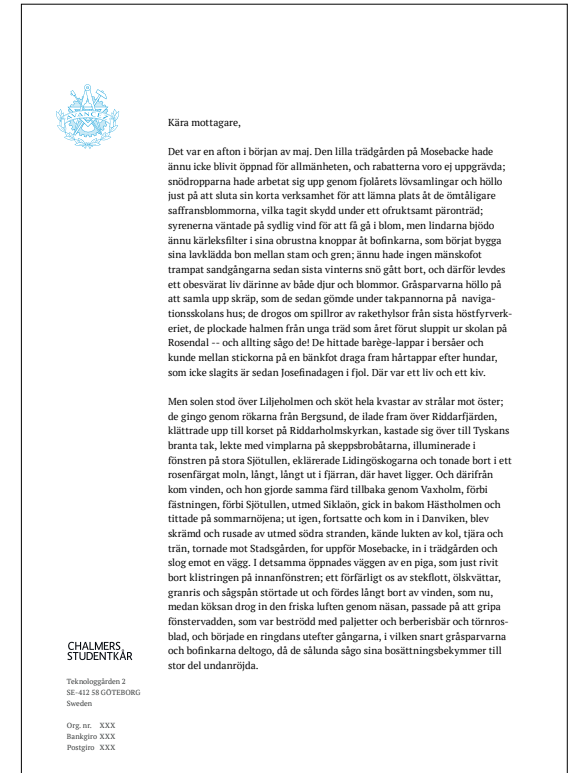 AVANCEZ
Kära mottagare,
Det var en afton i början av maj. Den lilla trädgården på Mosebacke hade
ännu icke blivit öppnad för allmänheten, och rabatterna voro ej uppgrävda;
snödropparna hade arbetat sig upp genom fjolårets lövsamlingar och höllo
just på att sluta sin korta verksamhet för att lämna plats åt de ömtåligare
saffransblommorna, vilka tagit skydd under ett ofruktsamt päronträd;
syrenerna väntade på sydlig vind för att få gå i blom, men lindarna bjödo
ännu kärleksfilter i sina obrustna knoppar åt bofinkarna, som börjat bygga
sina lavklädda bon mellan stam och gren; ännu hade ingen mänskofot
trampat sandgångarna sedan sista vinterns snö gått bort, och därför levdes
ett obesvärat liv därinne av både djur och blommor. Gråsparvarna höllo på
att samla upp skräp, som de sedan gömde under takpannorna på naviga-
tionsskolans hus; de drogos om spillror av rakethylsor från sista höstfyrverk-
eriet, de plockade halmen från unga träd som året förut sluppit ur skolan på
Rosendal -- och allting sågo de! De hittade barège-lappar i bersåer och
kunde mellan stickorna på en bänkfot draga fram hårtappar efter hundar,
som icke slagits är sedan Josefinadagen i fjol. Där var ett liv och ett kiv.
Men solen stod över Liljeholmen och sköt hela kvastar av strålar mot öster;
de gingo genom rökarna från Bergsund, de ilade fram över Riddarfjärden,
klättrade upp till korset på Riddarholmskyrkan, kastade sig över till Tyskans
branta tak, lekte med vimplarna på skeppsbrobåtarna, illuminerade i
fönstren på stora Sjötullen, eklärerade Lidingöskogarna och tonade bort i ett
rosenfärgat moln, långt, långt ut i fjärran, där havet ligger. Och därifrån
kom vinden, och hon gjorde samma färd tillbaka genom Vaxholm, förbi
fästningen, förbi Sjötullen, utmed Siklaön, gick in bakom Hästholmen och
tittade på sommarnöjena; ut igen, fortsatte och kom in i Danviken, blev
skrämd och rusade av utmed södra stranden, kände lukten av kol, tjära och
trän, tornade mot Stadsgården, for uppför Mosebacke, in i trädgården och
slog emot en vägg. I detsamma öppnades väggen av en piga, som just rivit
bort klistringen på innanfönstren; ett förfärligt os av stekflott, ölskvättar,
granris och sågspån störtade ut och fördes långt bort av vinden, som nu,
medan köksan drog in den friska luften genom näsan, passade på att gripa
fönstervadden, som var beströdd med paljetter och berberisbär och törnros-
blad, och började en ringdans utefter gångarna, i vilken snart gråsparvarna
och bofinkarna deltogo, då de sålunda sågo sina bosättningsbekymmer till
stor del undanröjda.
CHALMERS
STUDENTKÅR
Teknologgården 2
SE-412 58 GÖTEBORG
Sweden
Org. nr. XXX
Bankgiro XXX
Postgiro XXX